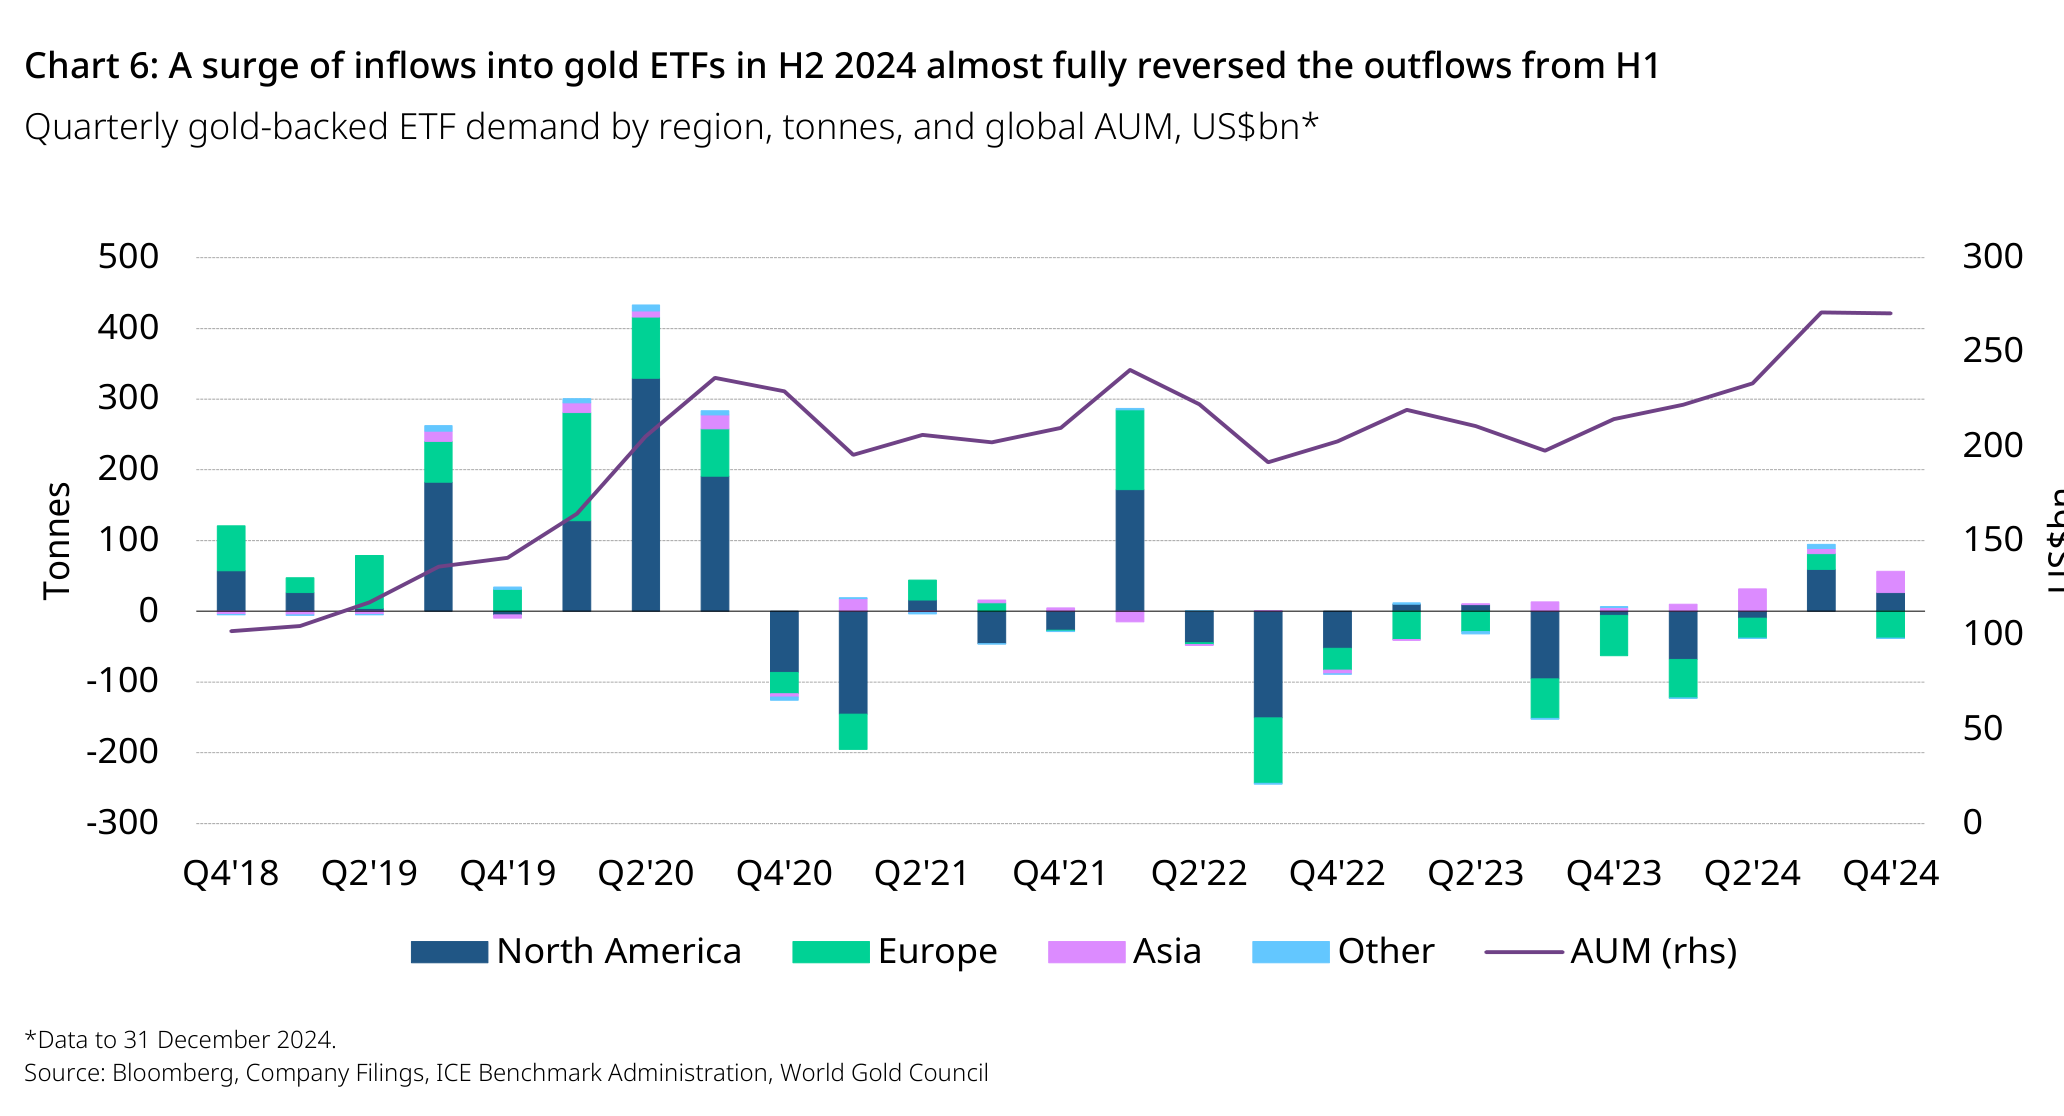 Chart 6: A surge of inflows into gold ETFs in H2 2024 almost fully reversed the outflows from H1
Quarterly gold-backed ETF demand by region, tonnes, and global AUM, US$bn*
500
400
300
200
100
0
-100
-200
-300
Tonnes
300
250
200
150
100
50
0
US$bn
Q4'18 Q2'19 Q4'19 Q2'20 Q4'20 Q2'21 Q4'21 Q2'22 Q4'22 Q2'23 Q4'23 Q2'24 Q4'24
North America Europe Asia Other AUM (rhs)
*Data to 31 December 2024.
Source: Bloomberg, Company Filings, ICE Benchmark Administration, World Gold Council